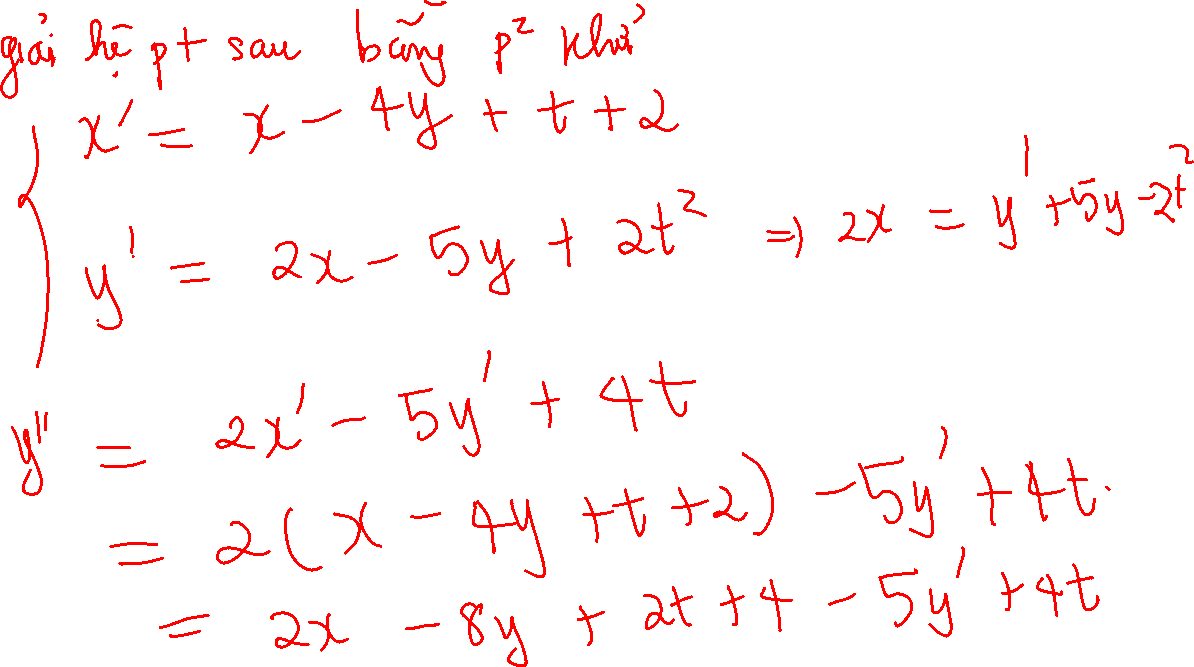 giải hệ pt sau bằng p² khử
x' = x - 4y + t + 2
y' = 2x - 5y + 2t² => 2x = y' + 5y - 2t²
y'' = 2x' - 5y' + 4t
= 2(x - 4y + t + 2) - 5y' + 4t.
= 2x - 8y + 2t + 4 - 5y' + 4t